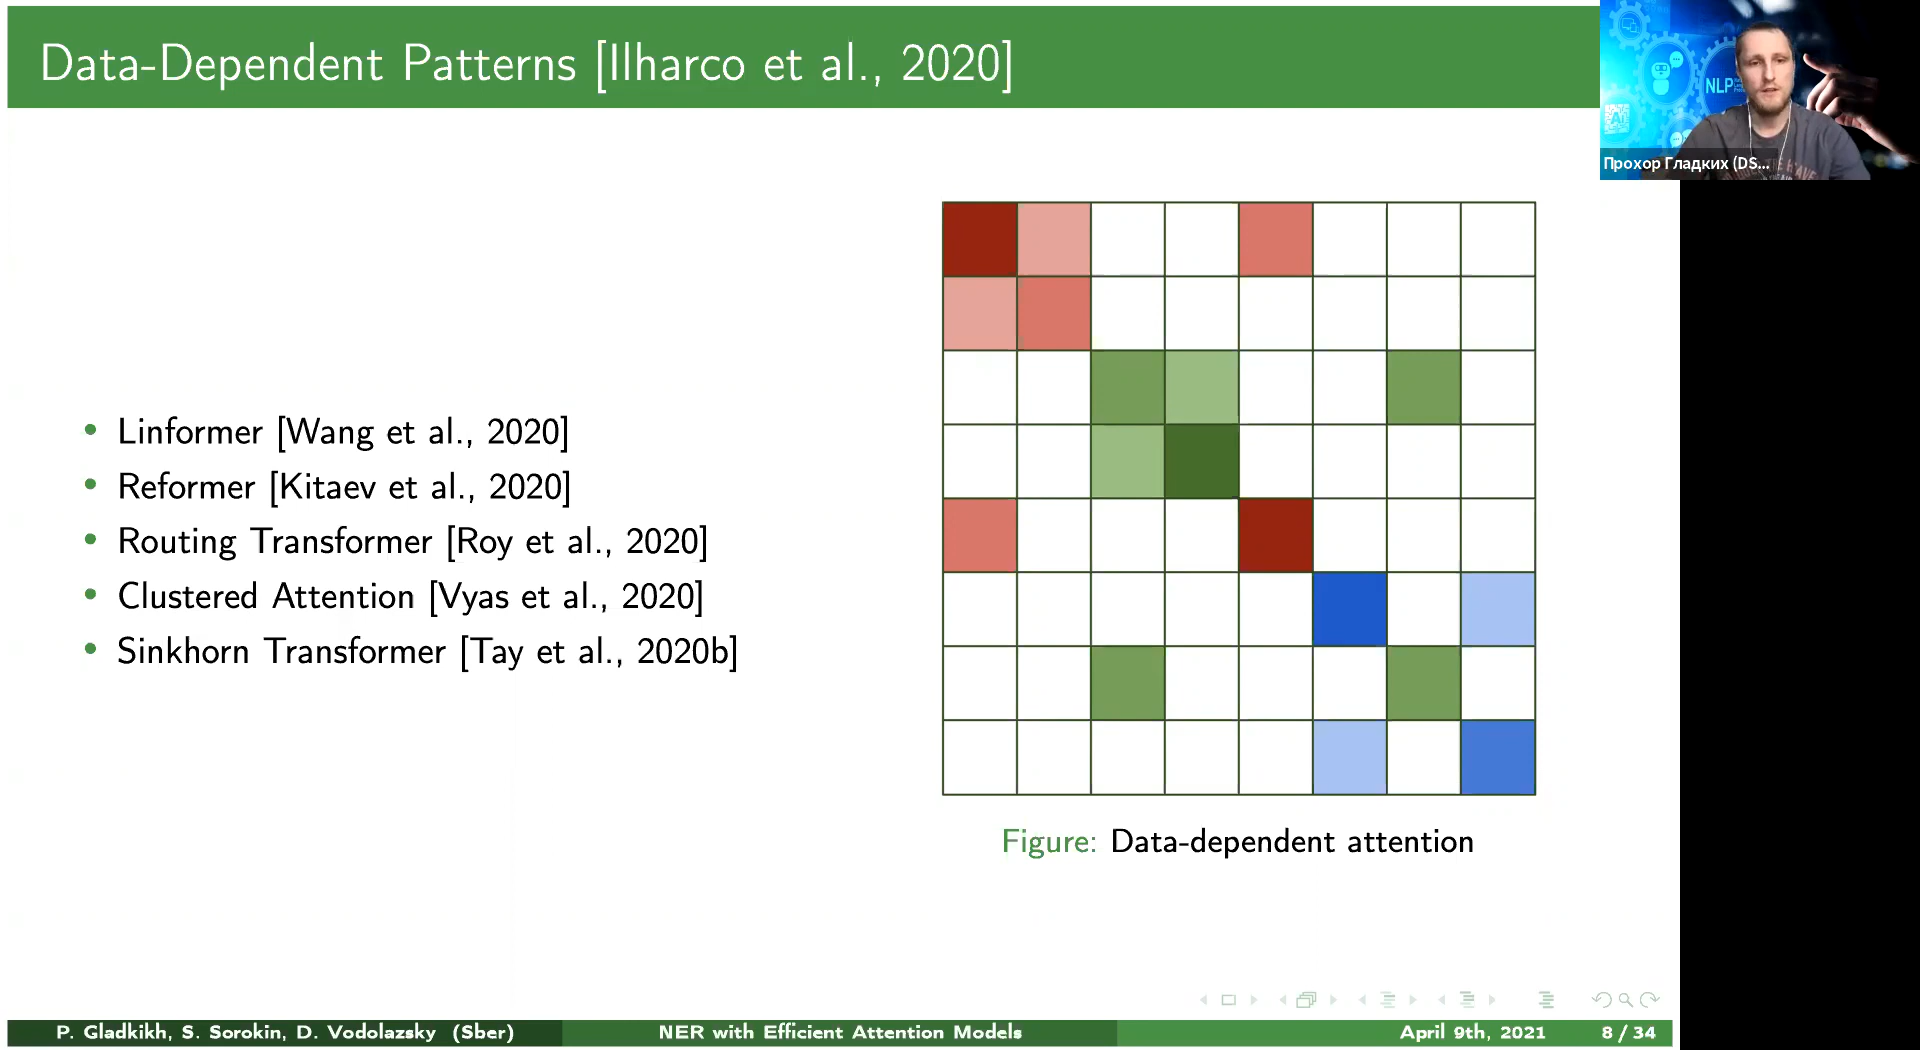 Data-Dependent Patterns [Ilharco et al., 2020]
NLP
Прохор Гладких (DS...
• Linformer [Wang et al., 2020]
• Reformer [Kitaev et al., 2020]
• Routing Transformer [Roy et al., 2020]
• Clustered Attention [Vyas et al., 2020]
• Sinkhorn Transformer [Tay et al., 2020b]
Figure: Data-dependent attention
P. Gladkikh, S. Sorokin, D. Vodolazsky (Sber)
NER with Efficient Attention Models
April 9th, 2021
8 / 34